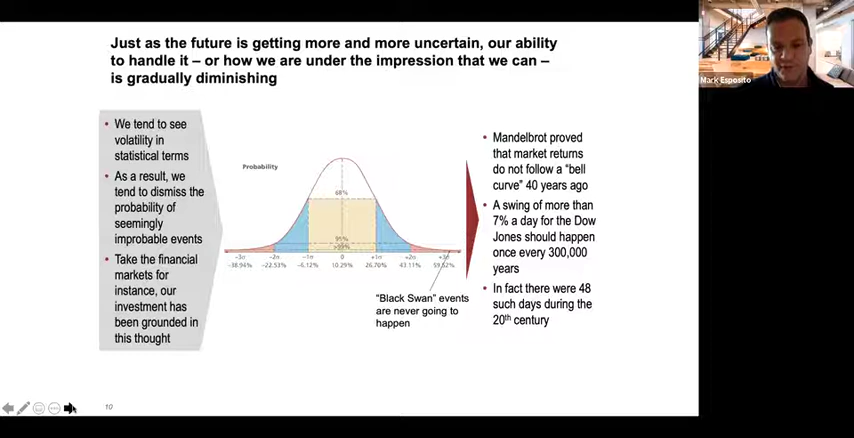 Just as the future is getting more and more uncertain, our ability
to handle it – or how we are under the impression that we can –
is gradually diminishing
• We tend to see
volatility in
statistical terms
• As a result, we
tend to dismiss the
probability of
seemingly
improbable events
• Take the financial
markets for
instance, our
investment has
been grounded in
this thought
Probability
68%
95%
>99%
−3σ −2σ −1σ 0 +1σ +2σ +3σ
−38.94% −22.53% −6.12% 10.29% 26.70% 43.11% 59.52%
"Black Swan" events
are never going to
happen
• Mandelbrot proved
that market returns
do not follow a "bell
curve" 40 years ago
• A swing of more than
7% a day for the Dow
Jones should happen
once every 300,000
years
• In fact there were 48
such days during the
20th century
10
Mark Esposito